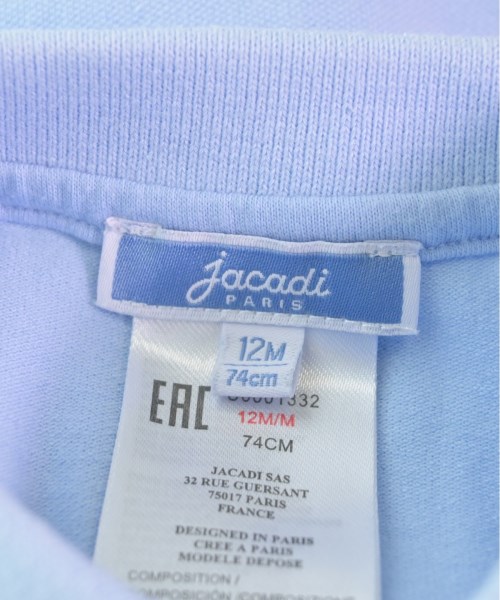 jacadi
PARIS
12M
74cm
EAC
12M/M
74CM
JACADI SAS
32 RUE GUERSANT
75017 PARIS
FRANCE
DESIGNED IN PARIS
CREE A PARIS
MODELE DEPOSE
COMPOSITION /